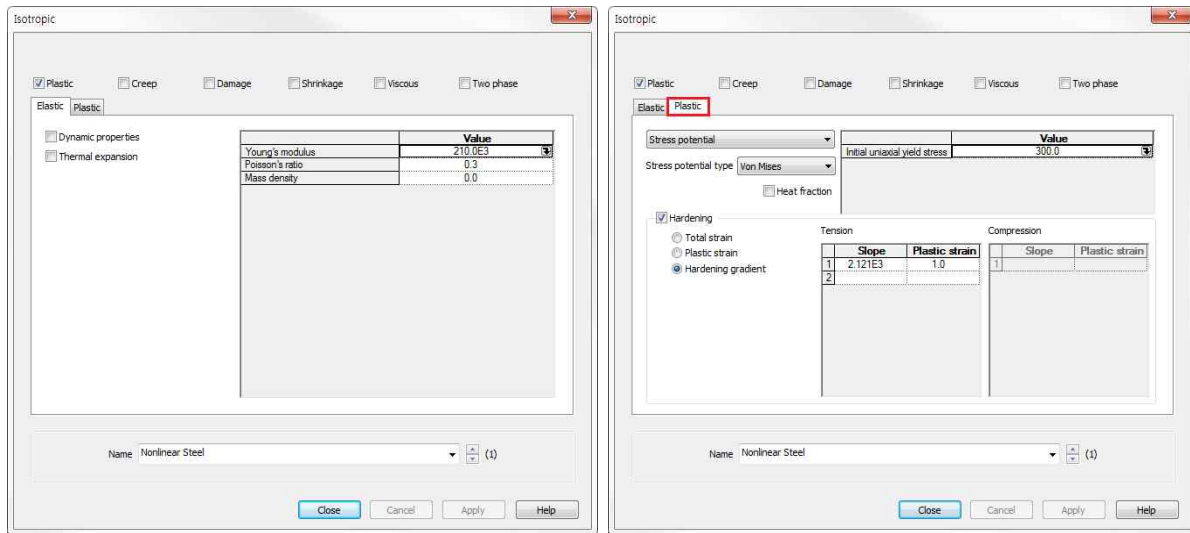 Isotropic
Plastic Creep Damage Shrinkage Viscous Two phase
Elastic Plastic
Dynamic properties
Thermal expansion
Value
Young's modulus 210.0E3
Poisson's ratio 0.3
Mass density 0.0
Name Nonlinear Steel (1)
Close Cancel Apply Help
Isotropic
Plastic Creep Damage Shrinkage Viscous Two phase
Elastic Plastic
Stress potential
Value
Initial uniaxial yield stress 300.0
Stress potential type Von Mises
Heat fraction
Hardening
Total strain
Plastic strain
Hardening gradient
Tension
Slope Plastic strain
1 2.121E3 1.0
2
Compression
Slope Plastic strain
1
Name Nonlinear Steel (1)
Close Cancel Apply Help